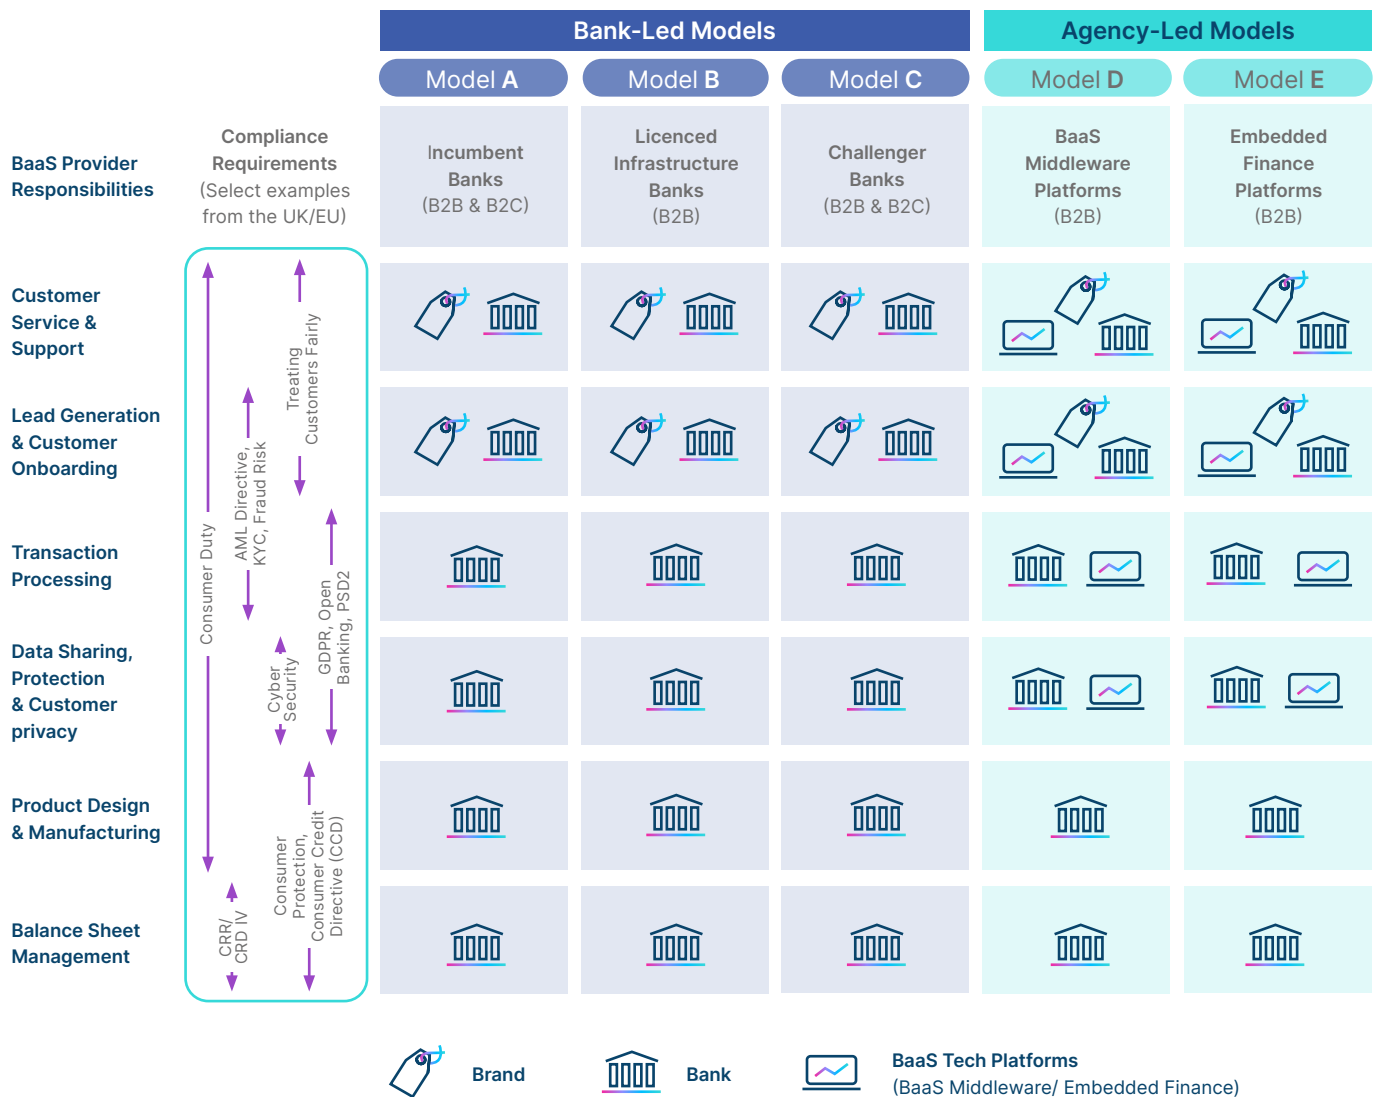 Bank-Led Models
Agency-Led Models
Model A
Model B
Model C
Model D
Model E
BaaS Provider
Responsibilities
Compliance
Requirements
(Select examples
from the UK/EU)
Incumbent
Banks
(B2B & B2C)
Licenced
Infrastructure
Banks
(B2B)
Challenger
Banks
(B2B & B2C)
BaaS
Middleware
Platforms
(B2B)
Embedded
Finance
Platforms
(B2B)
Customer
Service &
Support
Lead Generation
& Customer
Onboarding
Transaction
Processing
Data Sharing,
Protection
& Customer
privacy
Product Design
& Manufacturing
Balance Sheet
Management
Consumer Duty
AML Directive,
KYC, Fraud Risk
Treating
Customers Fairly
GDPR, Open
Banking, PSD2
Cyber
Security
Consumer
Protection,
Consumer Credit
Directive (CCD)
CRR/
CRD IV
Brand
Bank
BaaS Tech Platforms
(BaaS Middleware/ Embedded Finance)